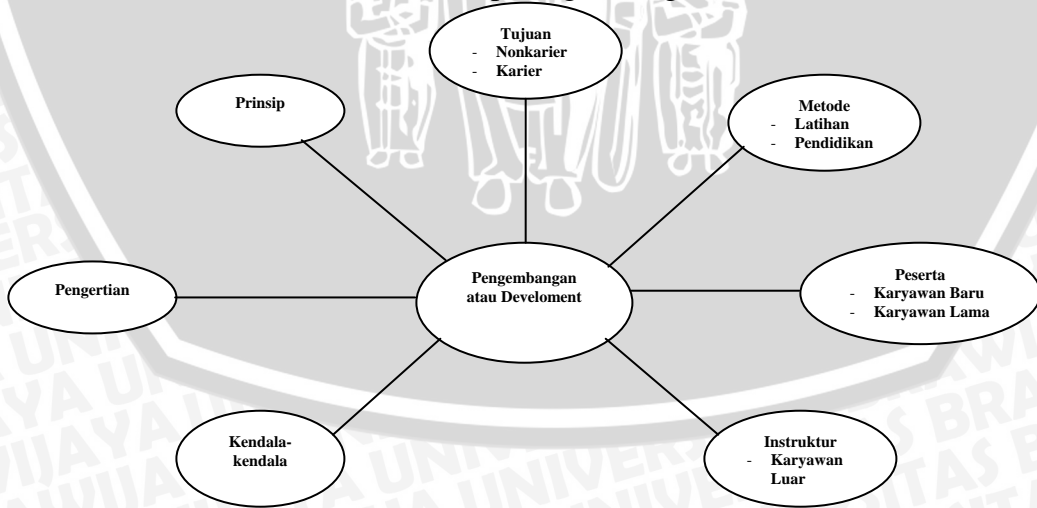 Tujuan
- Nonkarier
- Karier
Prinsip
Metode
- Latihan
- Pendidikan
Pengertian
Pengembangan
atau Develoment
Peserta
- Karyawan Baru
- Karyawan Lama
Kendala-
kendala
Instruktur
- Karyawan
Luar